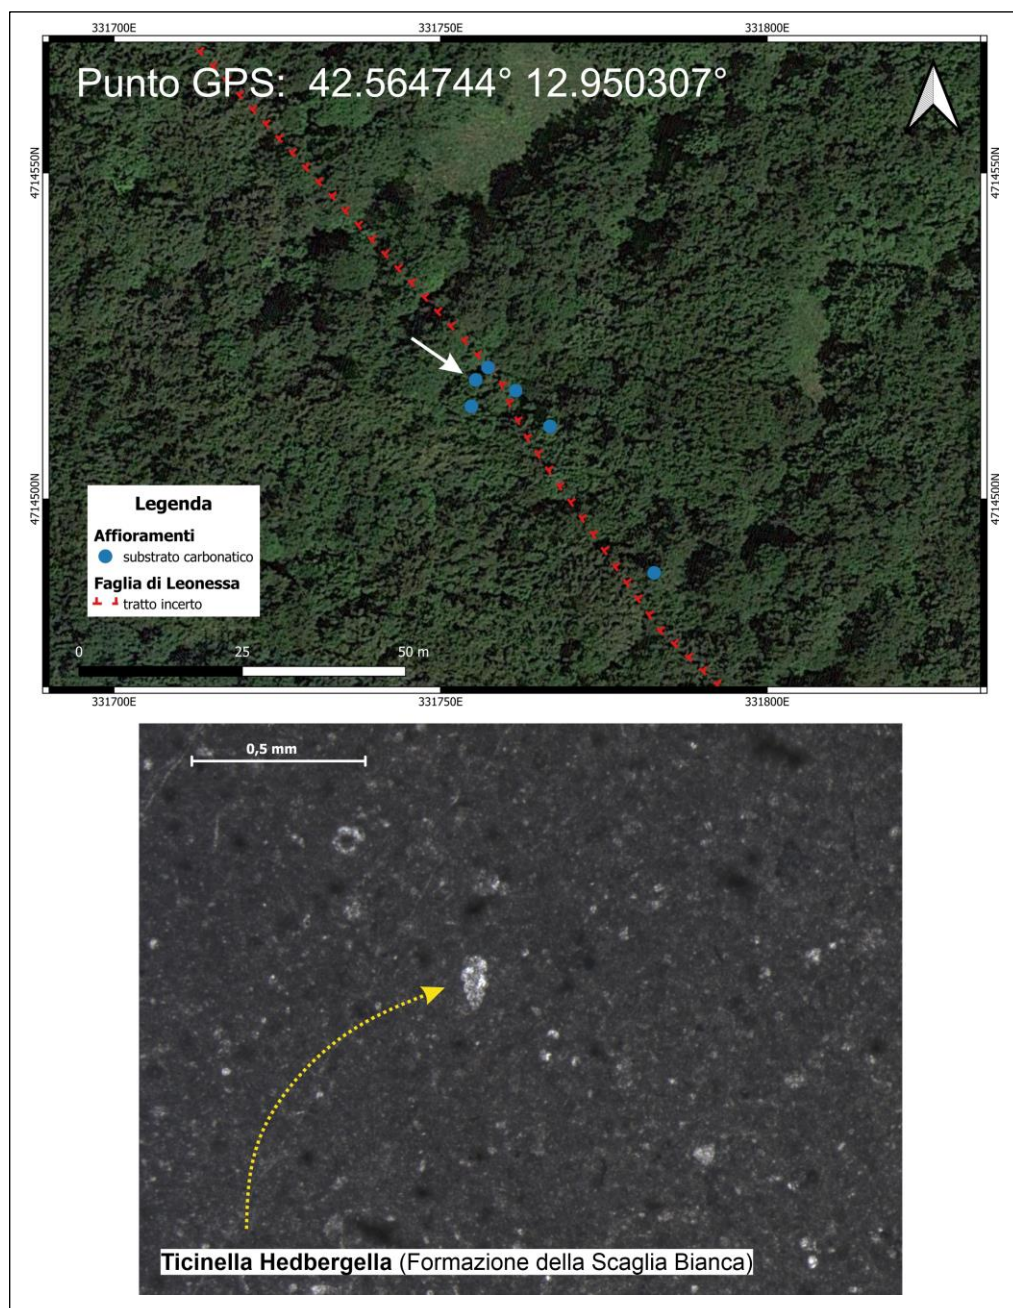 331700E 331750E 331800E
Punto GPS: 42.564744° 12.950307°
4714550N 4714550N
4714500N 4714500N
Legenda
Affioramenti
substrato carbonatico
Faglia di Leonessa
tratto incerto
0 25 50 m
331700E 331750E 331800E
0,5 mm
Ticinella Hedbergella (Formazione della Scaglia Bianca)